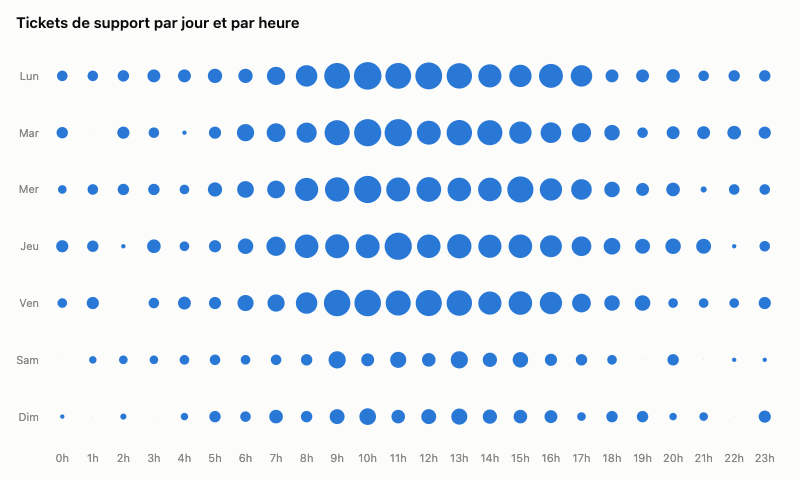 Tickets de support par jour et par heure
Lun
Mar
Mer
Jeu
Ven
Sam
Dim
0h 1h 2h 3h 4h 5h 6h 7h 8h 9h 10h 11h 12h 13h 14h 15h 16h 17h 18h 19h 20h 21h 22h 23h